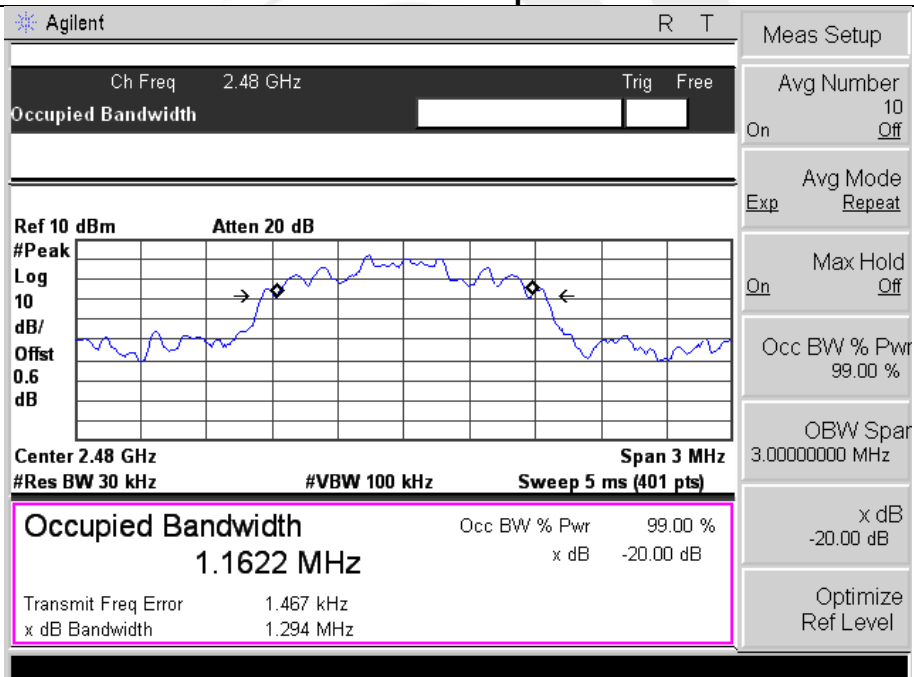 Agilent R T
Ch Freq 2.48 GHz Trig Free
Occupied Bandwidth
Ref 10 dBm Atten 20 dB
#Peak
Log
10
dB/
Offst
0.6
dB
Center 2.48 GHz Span 3 MHz
#Res BW 30 kHz #VBW 100 kHz Sweep 5 ms (401 pts)
Occupied Bandwidth Occ BW % Pwr 99.00 %
1.1622 MHz x dB -20.00 dB
Transmit Freq Error 1.467 kHz
x dB Bandwidth 1.294 MHz
Meas Setup
Avg Number
10
On Off
Avg Mode
Exp Repeat
Max Hold
On Off
Occ BW % Pwr
99.00 %
OBW Span
3.00000000 MHz
x dB
-20.00 dB
Optimize
Ref Level